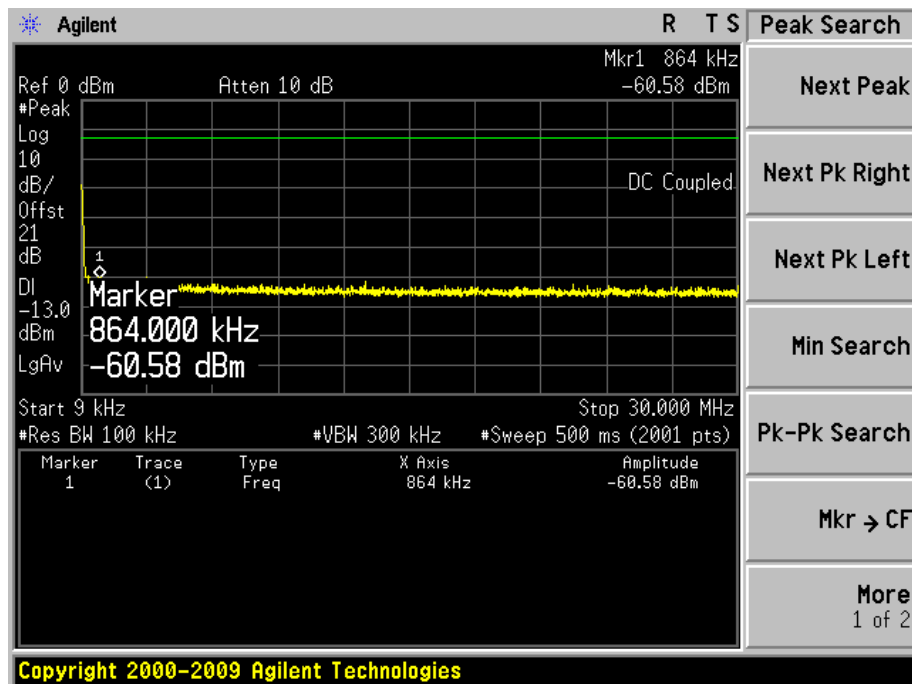 Agilent R T S Peak Search
Mkr1 864 kHz
Ref 0 dBm Atten 10 dB -60.58 dBm
#Peak
Log
10
dB/
Offst
21
dB
DI
-13.0
dBm
LgAv
DC Coupled
1
Marker
864.000 kHz
-60.58 dBm
Start 9 kHz Stop 30.000 MHz
#Res BW 100 kHz #VBW 300 kHz #Sweep 500 ms (2001 pts)
Marker Trace Type X Axis Amplitude
1 (1) Freq 864 kHz -60.58 dBm
Next Peak
Next Pk Right
Next Pk Left
Min Search
Pk-Pk Search
Mkr → CF
More
1 of 2
Copyright 2000-2009 Agilent Technologies